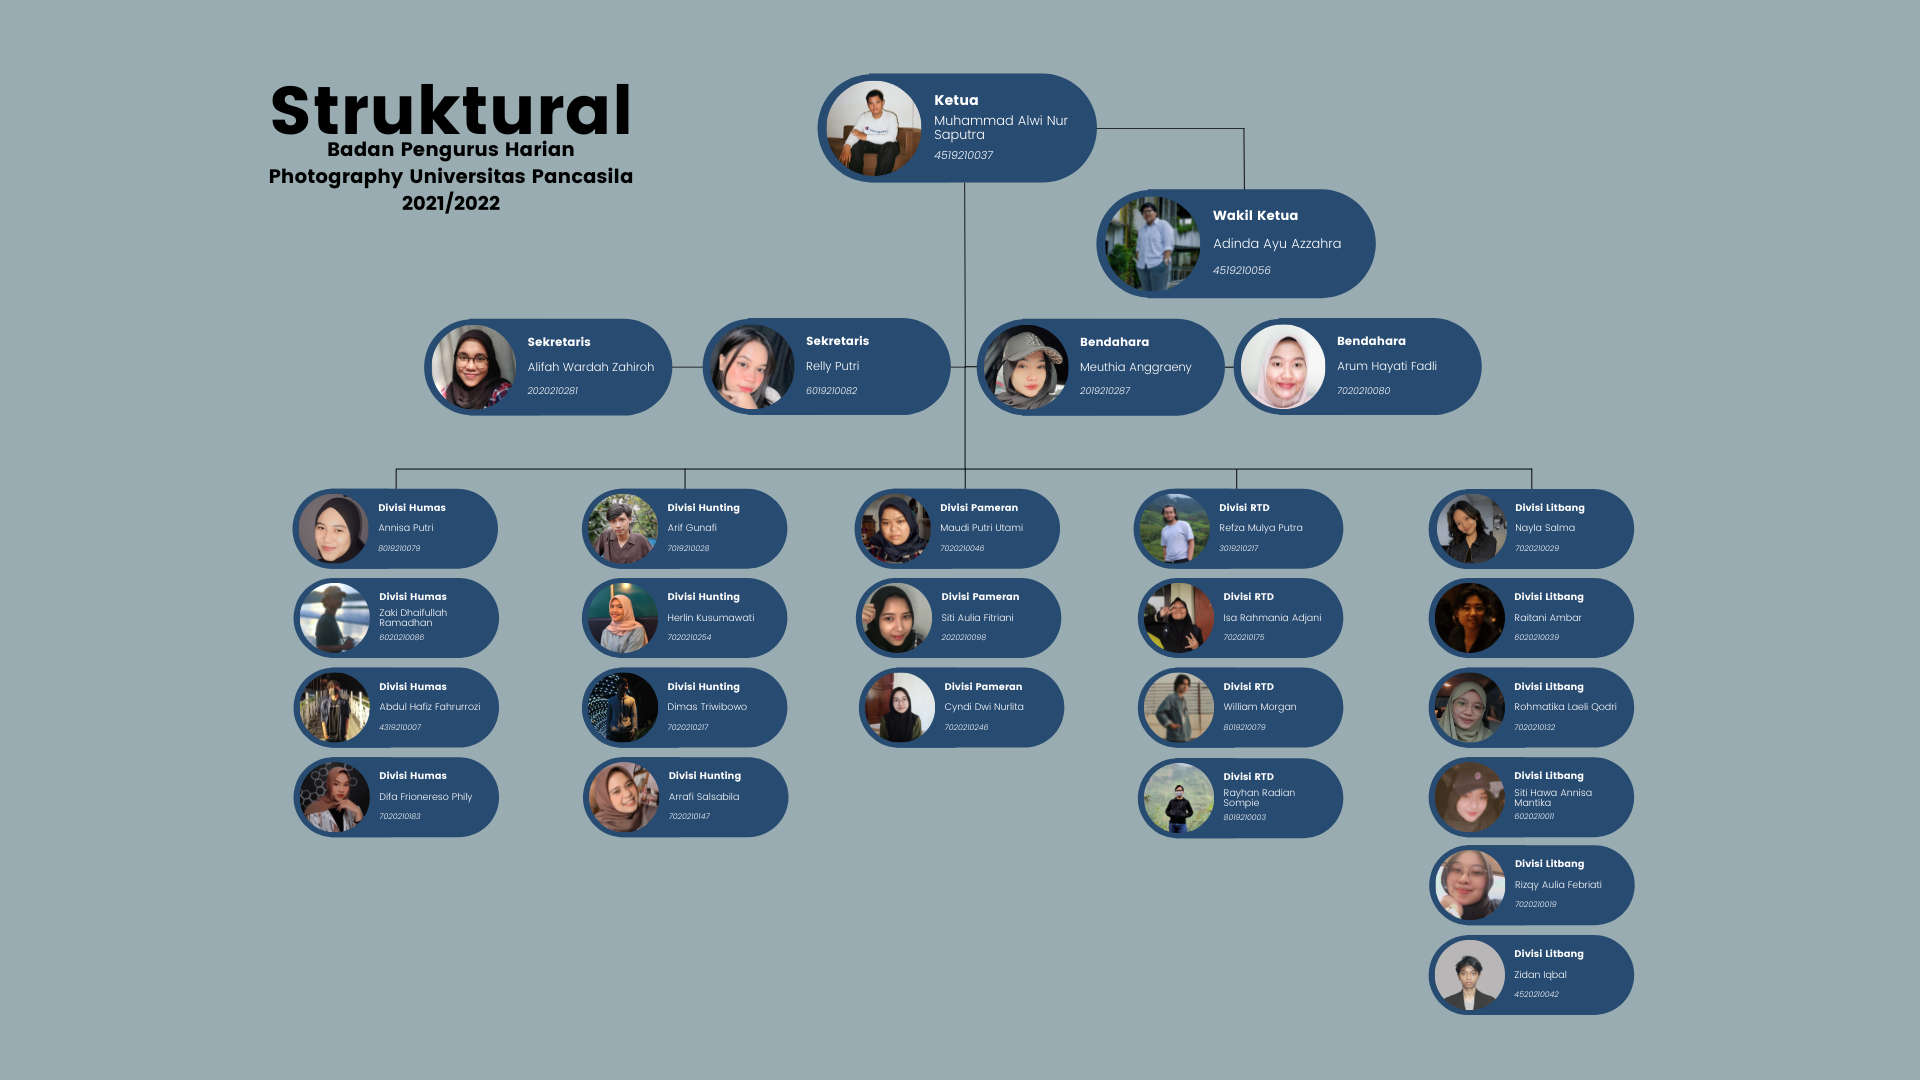 Struktural
Badan Pengurus Harian
Photography Universitas Pancasila
2021/2022
Ketua
Muhammad Alwi Nur
Saputra
4519210037
Wakil Ketua
Adinda Ayu Azzahra
4519210056
Sekretaris
Alifah Wardah Zahiroh
2020210281
Sekretaris
Relly Putri
6019210082
Bendahara
Meuthia Anggraeny
2019210287
Bendahara
Arum Hayati Fadli
7020210080
Divisi Humas
Annisa Putri
8019210079
Divisi Humas
Zaki Dhaifullah
Ramadhan
6020210086
Divisi Humas
Abdul Hafiz Fahrurrozi
4319210007
Divisi Humas
Difa Frionereso Phily
7020210183
Divisi Hunting
Arif Gunafi
7019210028
Divisi Hunting
Herlin Kusumawati
7020210254
Divisi Hunting
Dimas Triwibowo
7020210217
Divisi Hunting
Arrafi Salsabila
7020210147
Divisi Pameran
Maudi Putri Utami
7020210046
Divisi Pameran
Siti Aulia Fitriani
2020210098
Divisi Pameran
Cyndi Dwi Nurlita
7020210246
Divisi RTD
Refza Mulya Putra
3019210217
Divisi RTD
Isa Rahmania Adjani
7020210175
Divisi RTD
William Morgan
8019210079
Divisi RTD
Rayhan Radian
Sompie
8019210003
Divisi Litbang
Nayla Salma
7020210029
Divisi Litbang
Raitani Ambar
6020210039
Divisi Litbang
Rohmatika Laeli Qodri
7020210132
Divisi Litbang
Siti Hawa Annisa
Mantika
6020210011
Divisi Litbang
Rizqy Aulia Febriati
7020210019
Divisi Litbang
Zidan Iqbal
4520210042